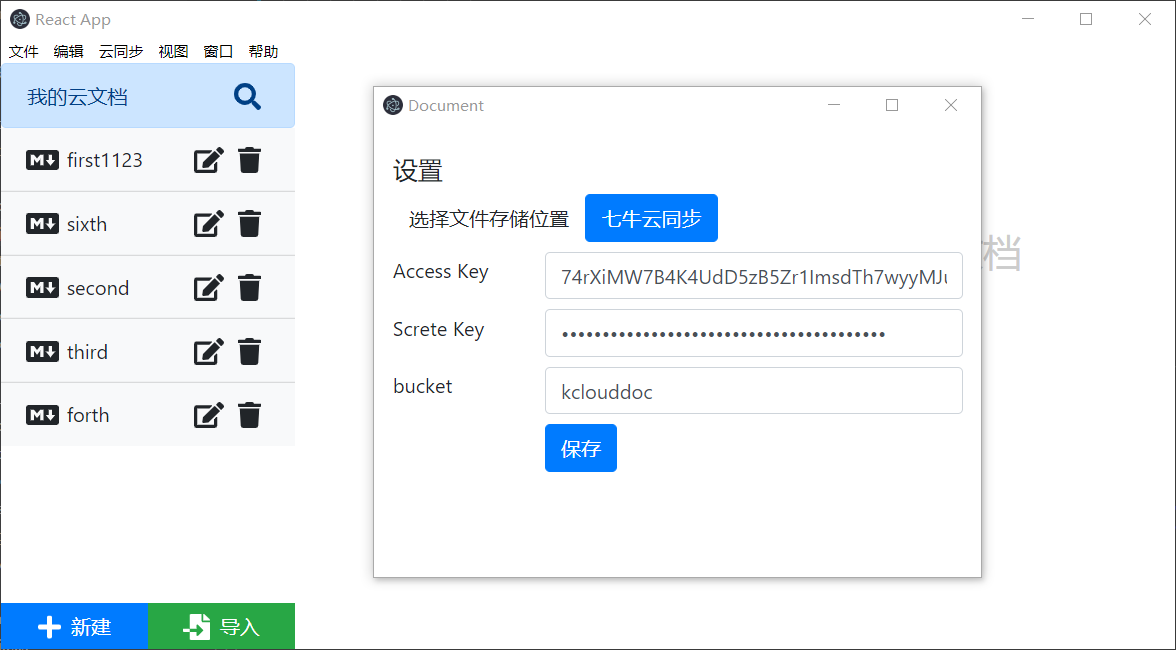 React App
文件 编辑 云同步 视图 窗口 帮助
我的云文档
first1123
sixth
second
third
forth
新建 导入
Document
设置
选择文件存储位置 七牛云同步
Access Key 74rXiMW7B4K4UdD5zB5Zr1ImsdTh7wyyMJ
Screte Key ••••••••••••••••••••••••••••••••••••••••
bucket kclouddoc
保存
档